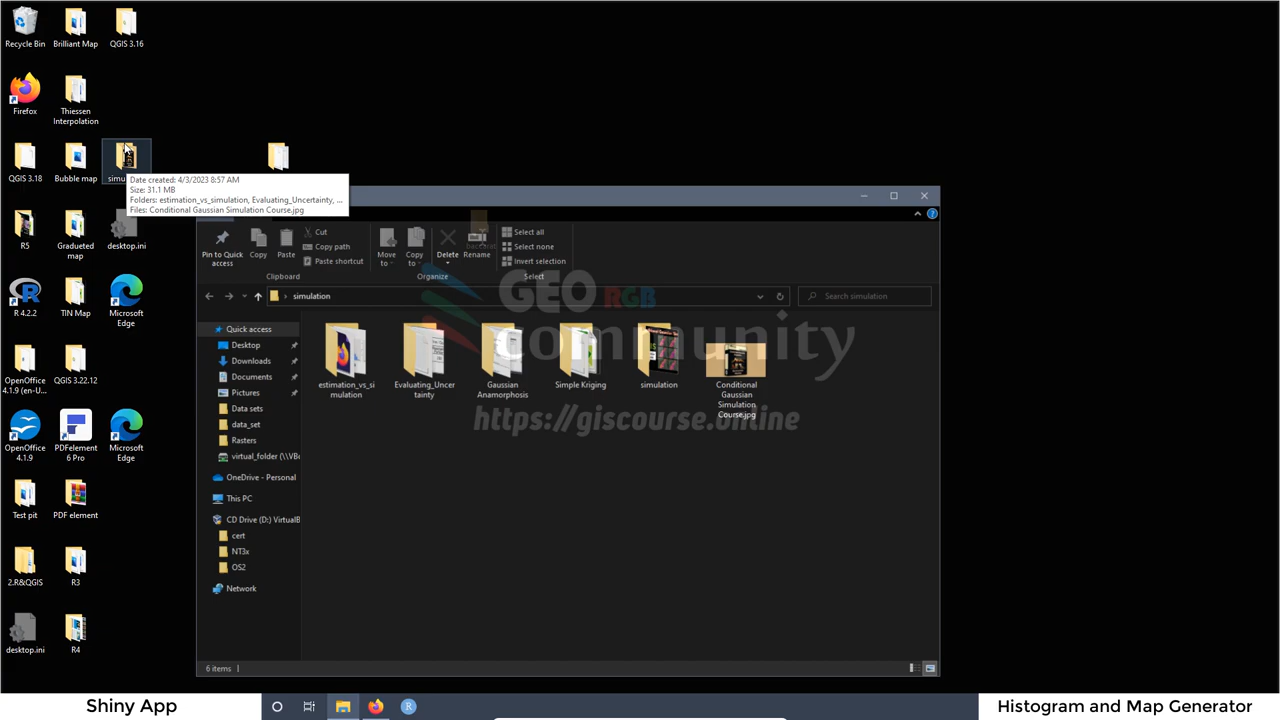 Recycle Bin
Brilliant Map
QGIS 3.16
Firefox
Thiessen
Interpolation
QGIS 3.18
Bubble map
simu
Date created: 4/3/2023 8:57 AM
Size: 31.1 MB
Folders: estimation_vs_simulation, Evaluating_Uncertainty, ...
Files: Conditional Gaussian Simulation Course.jpg
R5
Gradueted
map
desktop.ini
R 4.2.2
TIN Map
Microsoft
Edge
OpenOffice
4.1.9 (en-U...
QGIS 3.22.12
OpenOffice
4.1.9
PDFelement
6 Pro
Microsoft
Edge
Test pit
PDF element
2.R&QGIS
R3
desktop.ini
R4
Pin to Quick
access
Copy
Paste
Cut
Copy path
Paste shortcut
Clipboard
Move
to
Copy
to
Delete
Rename
Organize
Select all
Select none
Invert selection
Select
simulation
Search simulation
Quick access
Desktop
Downloads
Documents
Pictures
Data sets
data_set
Rasters
virtual_folder (\\VB
OneDrive - Personal
This PC
CD Drive (D:) VirtualB
cert
NT3x
OS2
Network
estimation_vs_si
mulation
Evaluating_Uncer
tainty
Gaussian
Anamorphosis
Simple Kriging
simulation
Conditional
Gaussian
Simulation
Course.jpg
GEO RGB
community
https://giscourse.online
6 items
Shiny App
Histogram and Map Generator